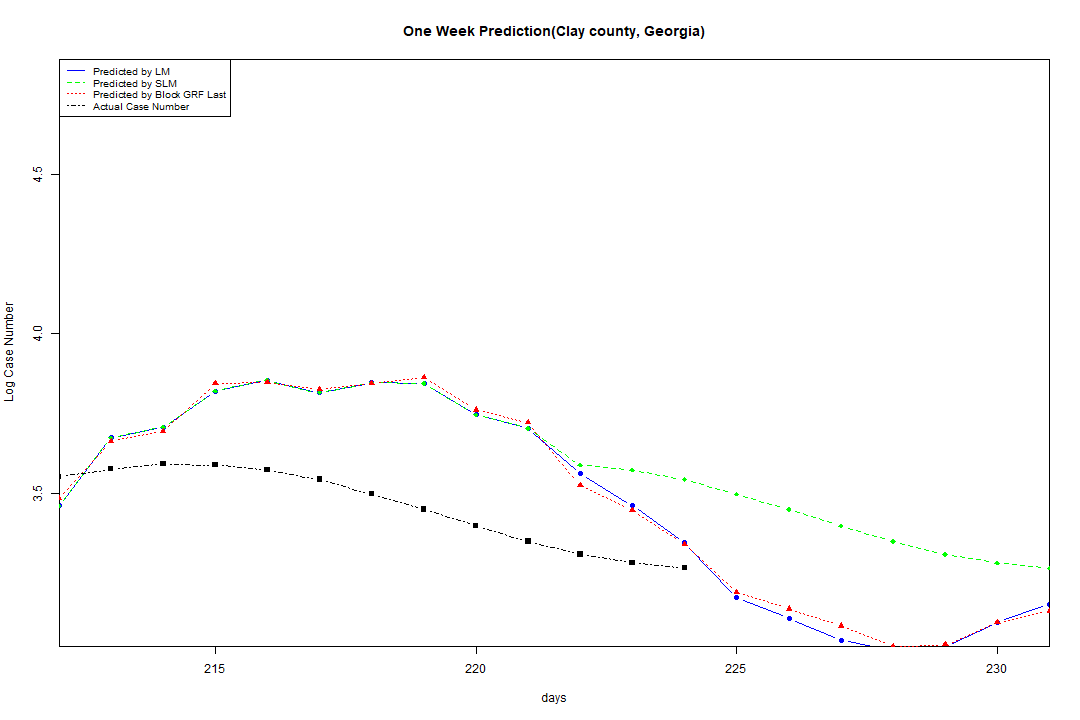 One Week Prediction(Clay county, Georgia)
Predicted by LM
Predicted by SLM
Predicted by Block GRF Last
Actual Case Number
4.5
4.0
3.5
Log Case Number
215 220 225 230
days